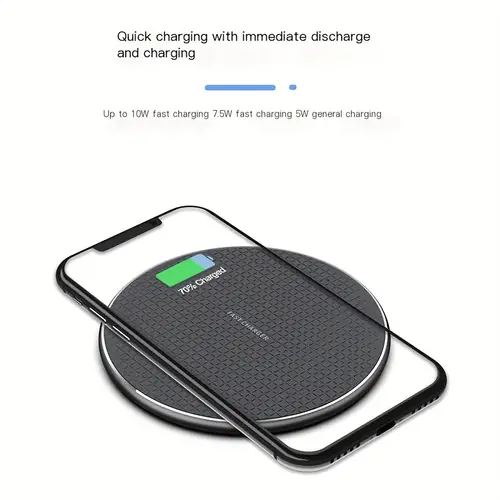 Quick charging with immediate discharge
and charging
Up to 10W fast charging 7.5W fast charging 5W general charging
70% Charged
FAST CHARGER